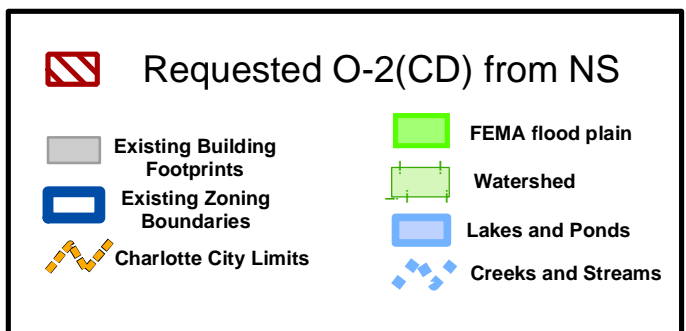 Requested O-2(CD) from NS
Existing Building
Footprints
Existing Zoning
Boundaries
Charlotte City Limits
FEMA flood plain
Watershed
Lakes and Ponds
Creeks and Streams